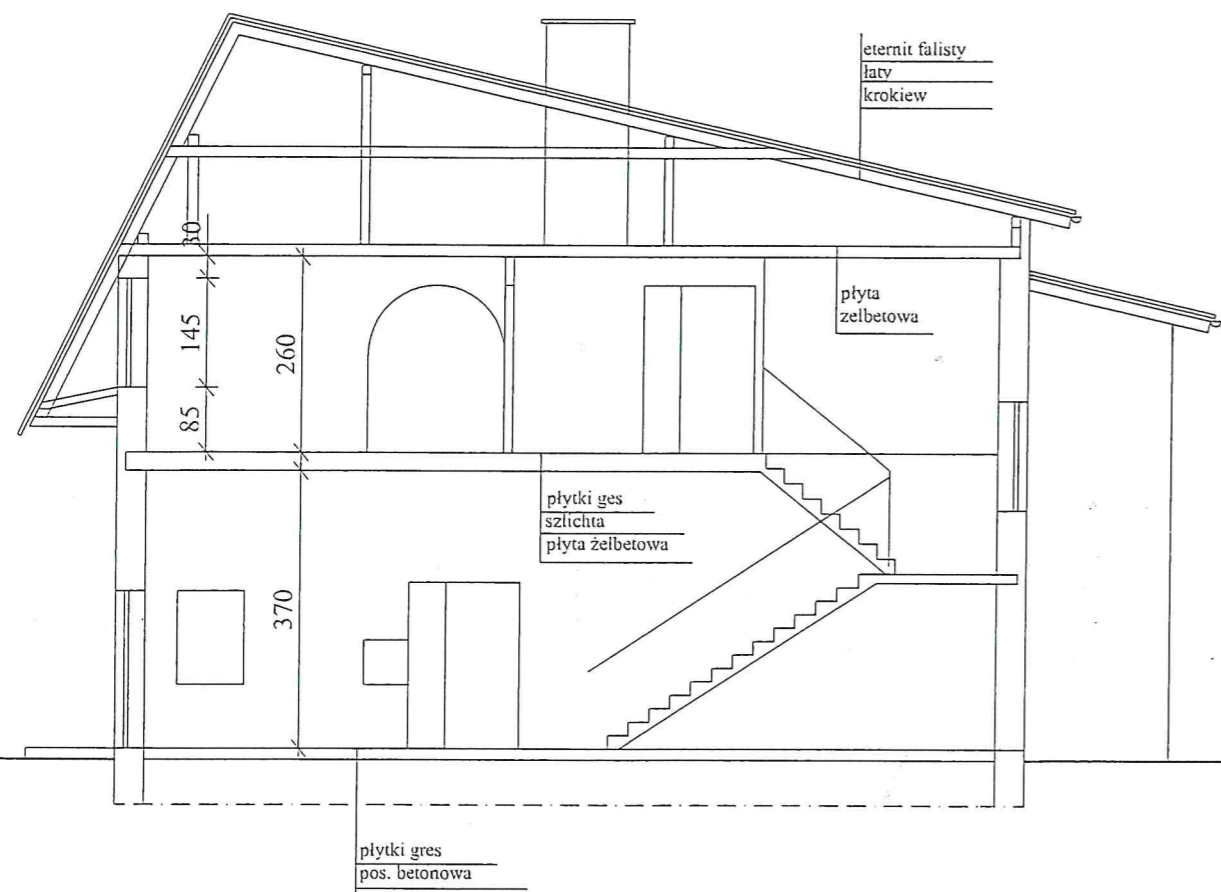 eternit falisty
łaty
krokiew
30
145
260
85
płyta
zelbetowa
płytki ges
szlichta
płyta żelbetowa
370
płytki gres
pos. betonowa